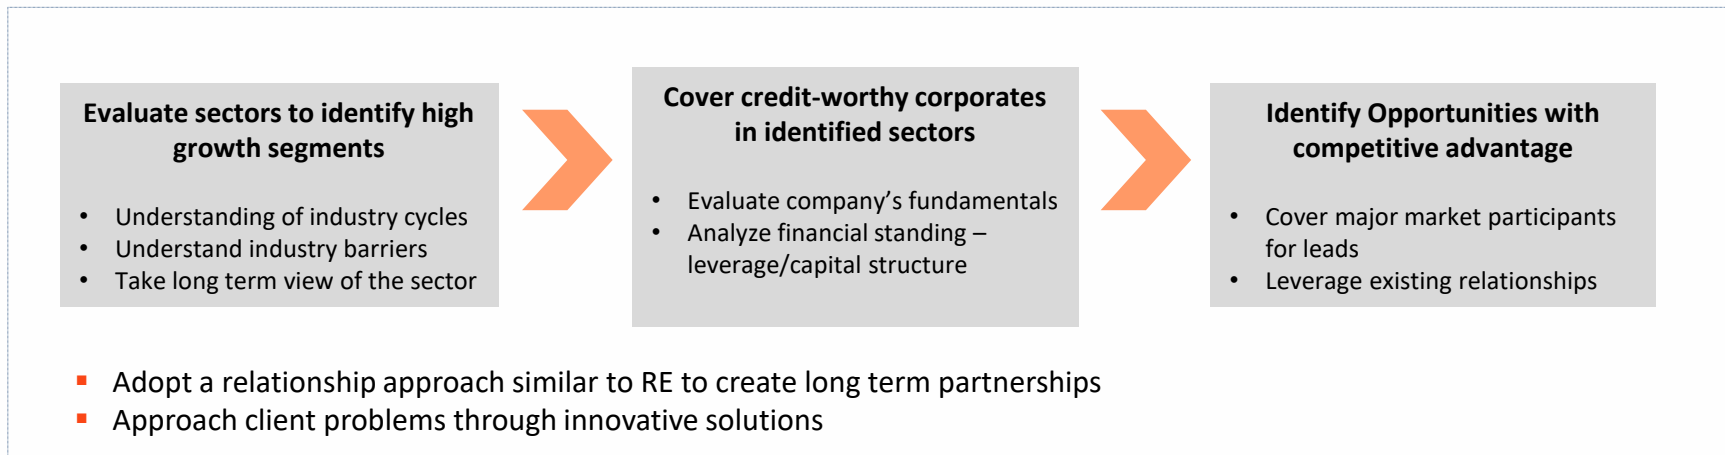 Evaluate sectors to identify high
growth segments
• Understanding of industry cycles
• Understand industry barriers
• Take long term view of the sector
Cover credit-worthy corporates
in identified sectors
• Evaluate company’s fundamentals
• Analyze financial standing –
leverage/capital structure
Identify Opportunities with
competitive advantage
• Cover major market participants
for leads
• Leverage existing relationships
▪ Adopt a relationship approach similar to RE to create long term partnerships
▪ Approach client problems through innovative solutions